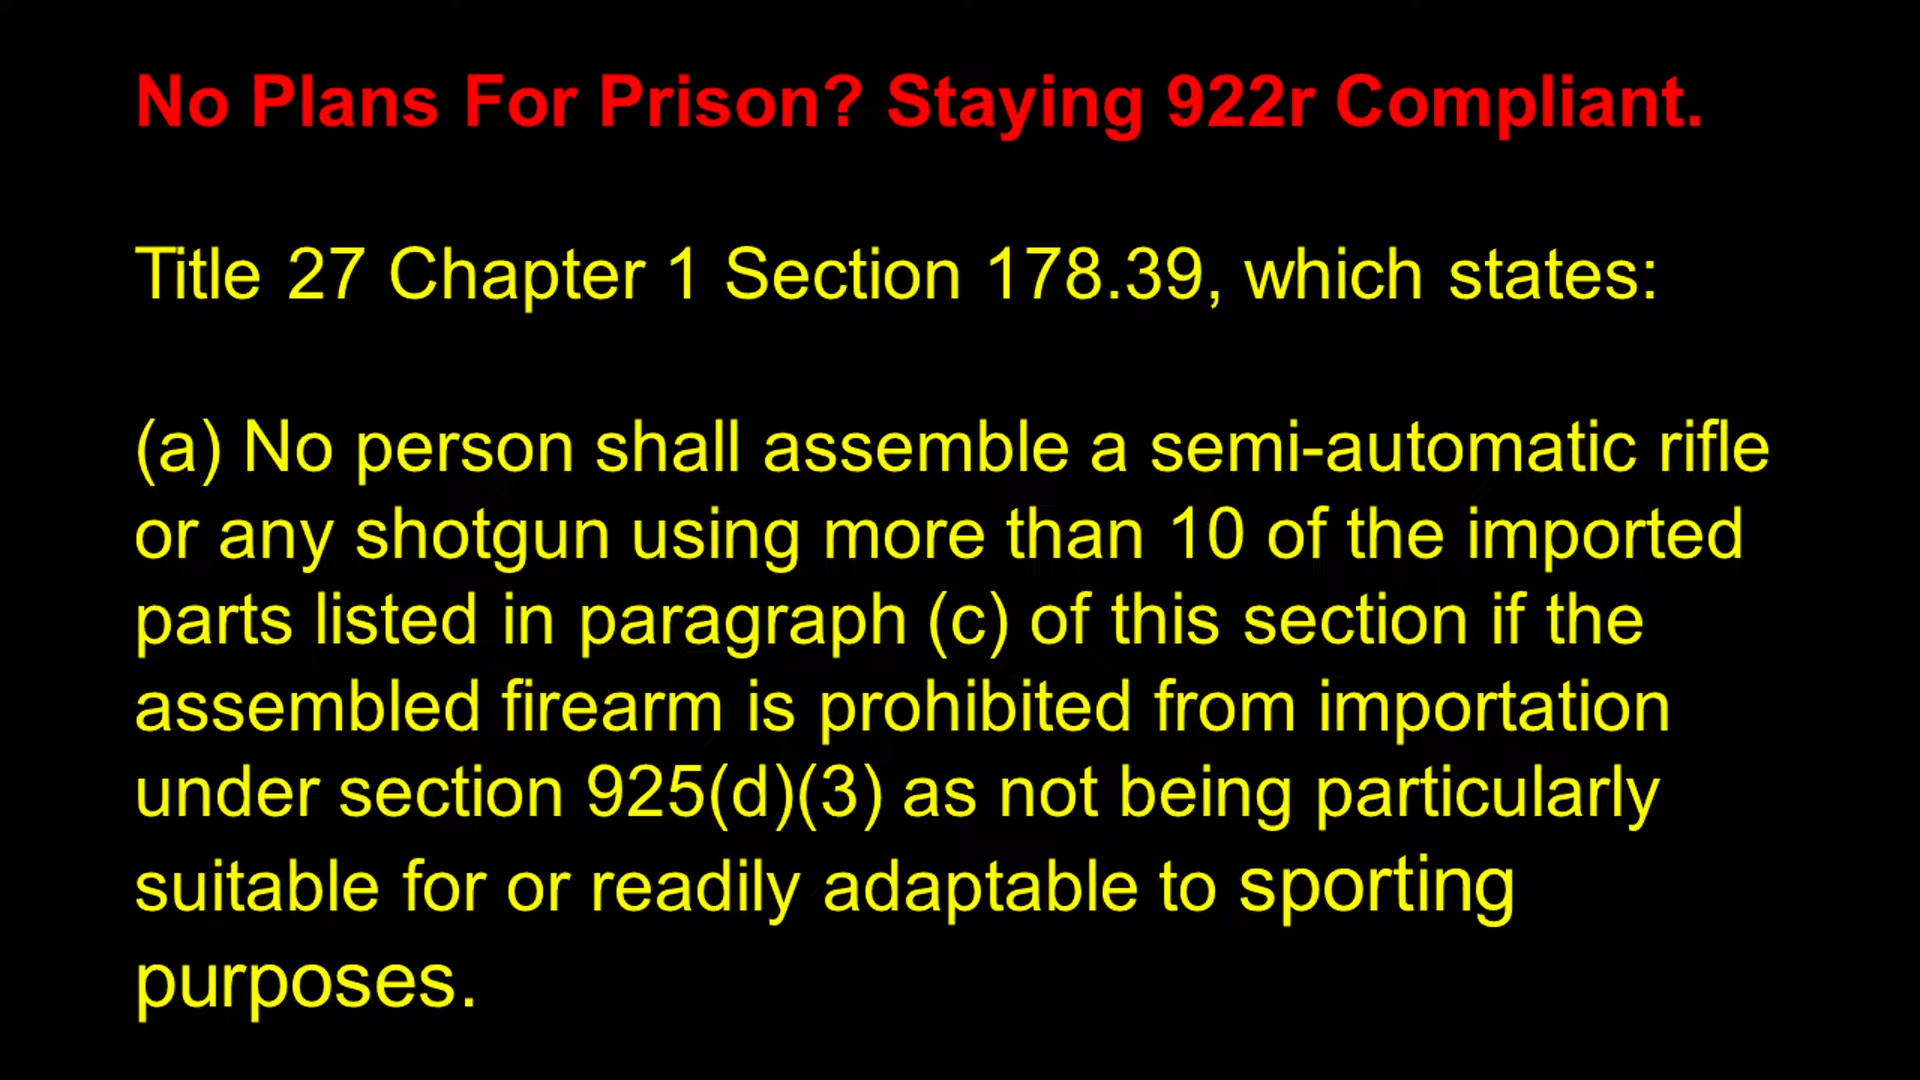 No Plans For Prison? Staying 922r Compliant.
Title 27 Chapter 1 Section 178.39, which states:
(a) No person shall assemble a semi-automatic rifle
or any shotgun using more than 10 of the imported
parts listed in paragraph (c) of this section if the
assembled firearm is prohibited from importation
under section 925(d)(3) as not being particularly
suitable for or readily adaptable to sporting
purposes.